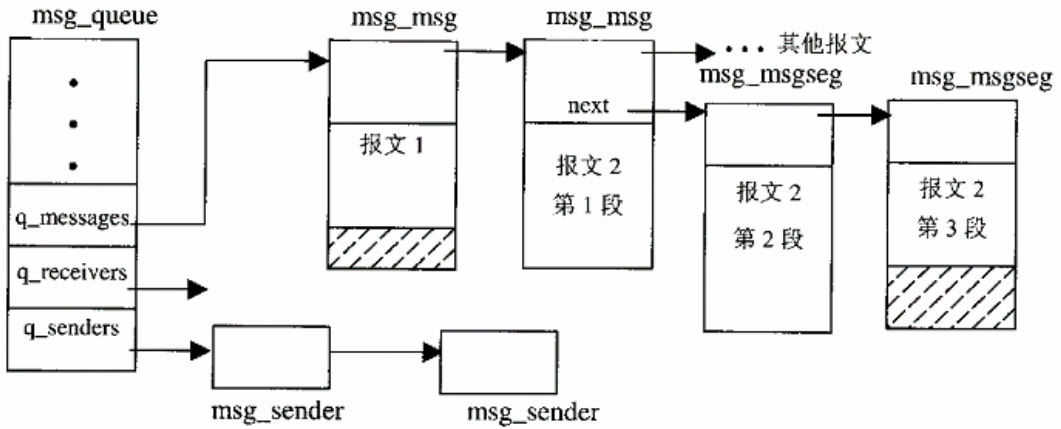 msg_queue
msg_msg
msg_msg
··· 其他报文
msg_msgseg
msg_msgseg
next
报文 1
报文 2
第 1 段
报文 2
第 2 段
报文 2
第 3 段
q_messages
q_receivers
q_senders
msg_sender
msg_sender